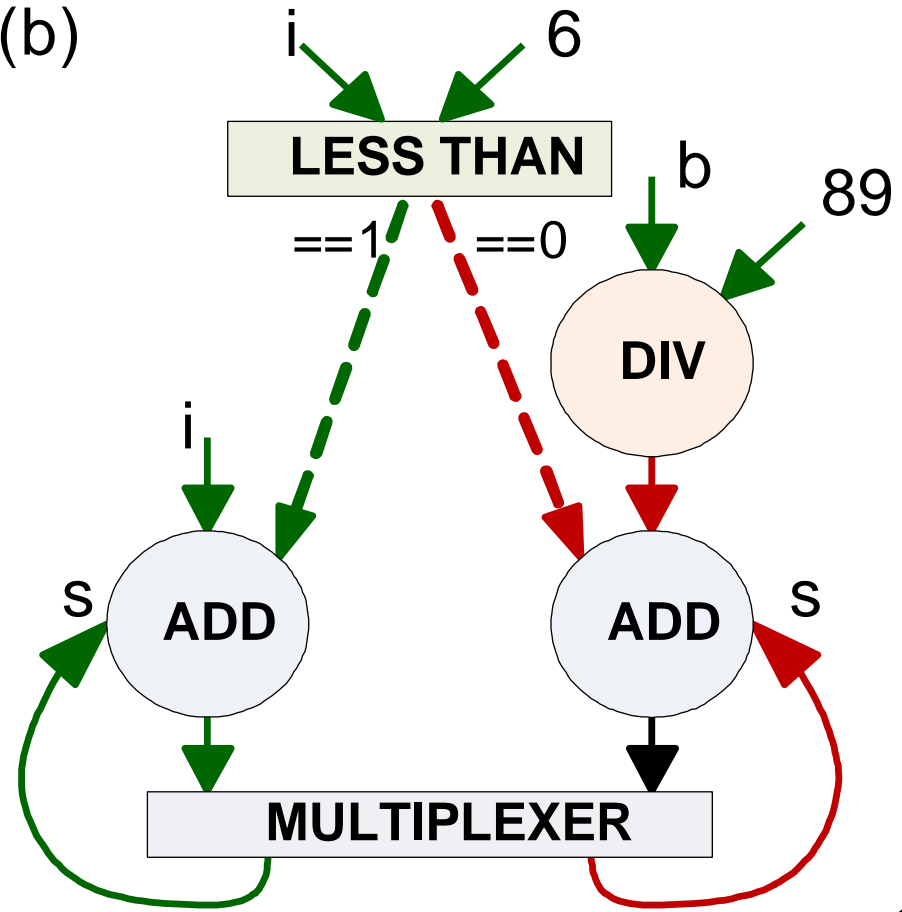 (b)
i
6
LESS THAN
==1
==0
b
89
DIV
i
s
ADD
ADD
s
MULTIPLEXER